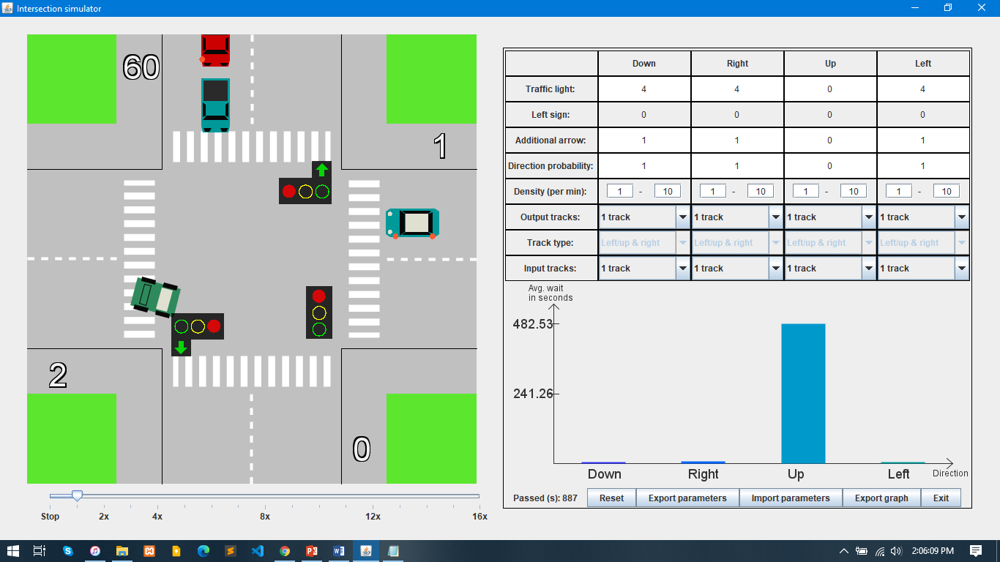 Intersection simulator
60
1
2
0
Stop 2x 4x 8x 12x 16x
Down Right Up Left
Traffic light: 4 4 0 4
Left sign: 0 0 0 0
Additional arrow: 1 1 0 1
Direction probability: 1 1 0 1
Density (per min): 1 - 10 1 - 10 1 - 10 1 - 10
Output tracks: 1 track 1 track 1 track 1 track
Track type: Left/up & right Left/up & right Left/up & right Left/up & right
Input tracks: 1 track 1 track 1 track 1 track
Avg. wait
in seconds
482.53
241.26
Down Right Up Left Direction
Passed (s): 887 Reset Export parameters Import parameters Export graph Exit
2:06:09 PM